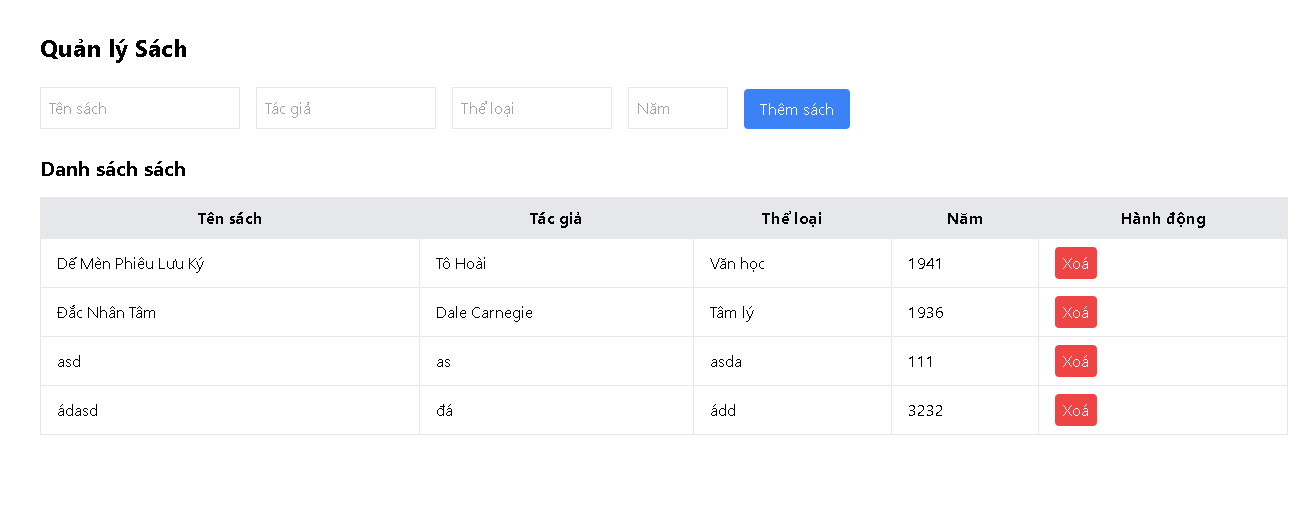 Quản lý Sách
Tên sách Tác giả Thể loại Năm Thêm sách
Danh sách sách
Tên sách Tác giả Thể loại Năm Hành động
Dế Mèn Phiêu Lưu Ký Tô Hoài Văn học 1941 Xoá
Đắc Nhân Tâm Dale Carnegie Tâm lý 1936 Xoá
asd as asda 111 Xoá
ádasd đá ádd 3232 Xoá